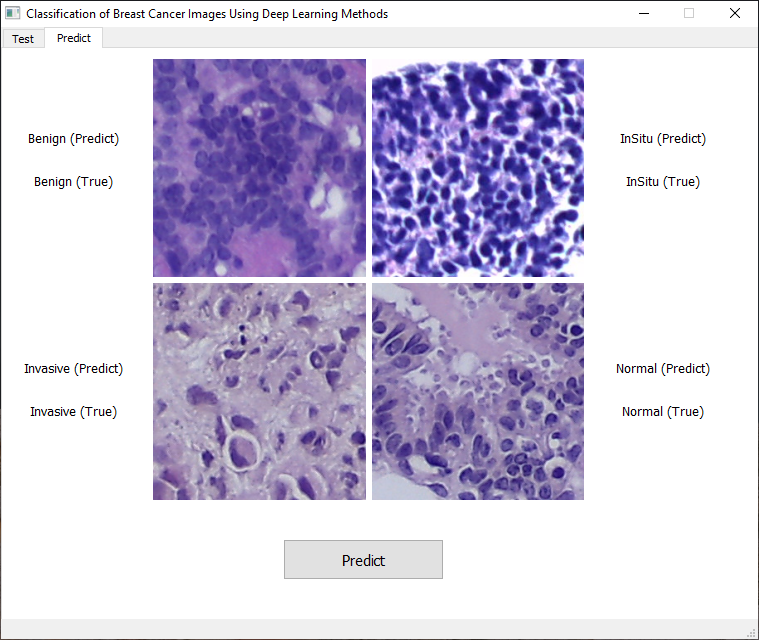 Classification of Breast Cancer Images Using Deep Learning Methods
Test
Predict
Benign (Predict)
Benign (True)
InSitu (Predict)
InSitu (True)
Invasive (Predict)
Invasive (True)
Normal (Predict)
Normal (True)
Predict